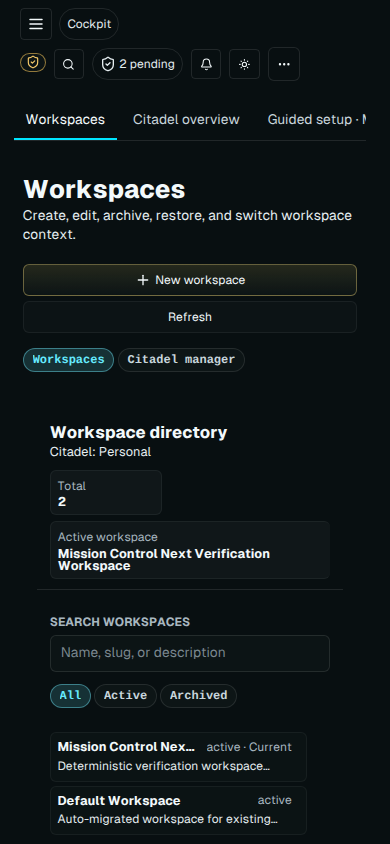 Cockpit
2 pending
Workspaces
Citadel overview
Guided setup ·
Workspaces
Create, edit, archive, restore, and switch workspace
context.
New workspace
Refresh
Workspaces
Citadel manager
Workspace directory
Citadel: Personal
Total
2
Active workspace
Mission Control Next Verification
Workspace
SEARCH WORKSPACES
Name, slug, or description
All
Active
Archived
Mission Control Nex...
active · Current
Deterministic verification workspace...
Default Workspace
active
Auto-migrated workspace for existing...